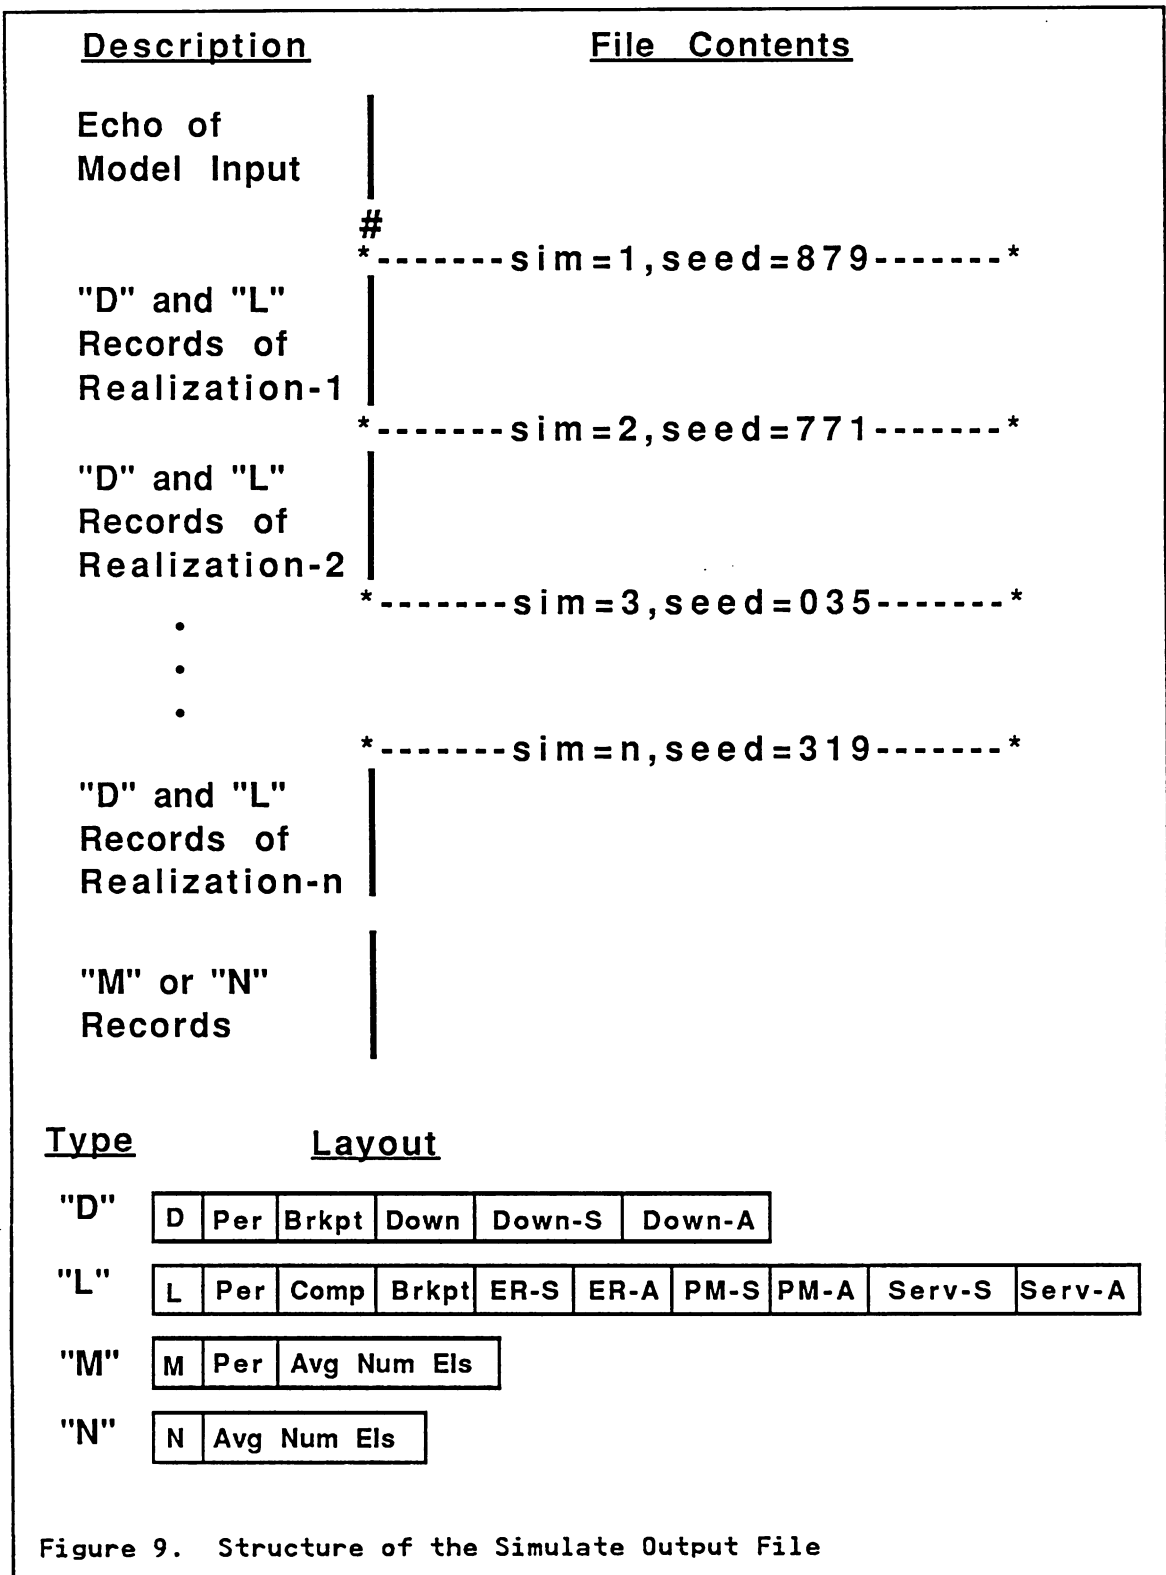 Description File Contents
Echo of
Model Input
#
*-------sim=1,seed=879-------*
"D" and "L"
Records of
Realization-1
*-------sim=2,seed=771-------*
"D" and "L"
Records of
Realization-2
*-------sim=3,seed=035-------*
.
.
.
*-------sim=n,seed=319-------*
"D" and "L"
Records of
Realization-n
"M" or "N"
Records
Type Layout
"D" D Per Brkpt Down Down-S Down-A
"L" L Per Comp Brkpt ER-S ER-A PM-S PM-A Serv-S Serv-A
"M" M Per Avg Num Els
"N" N Avg Num Els
Figure 9. Structure of the Simulate Output File